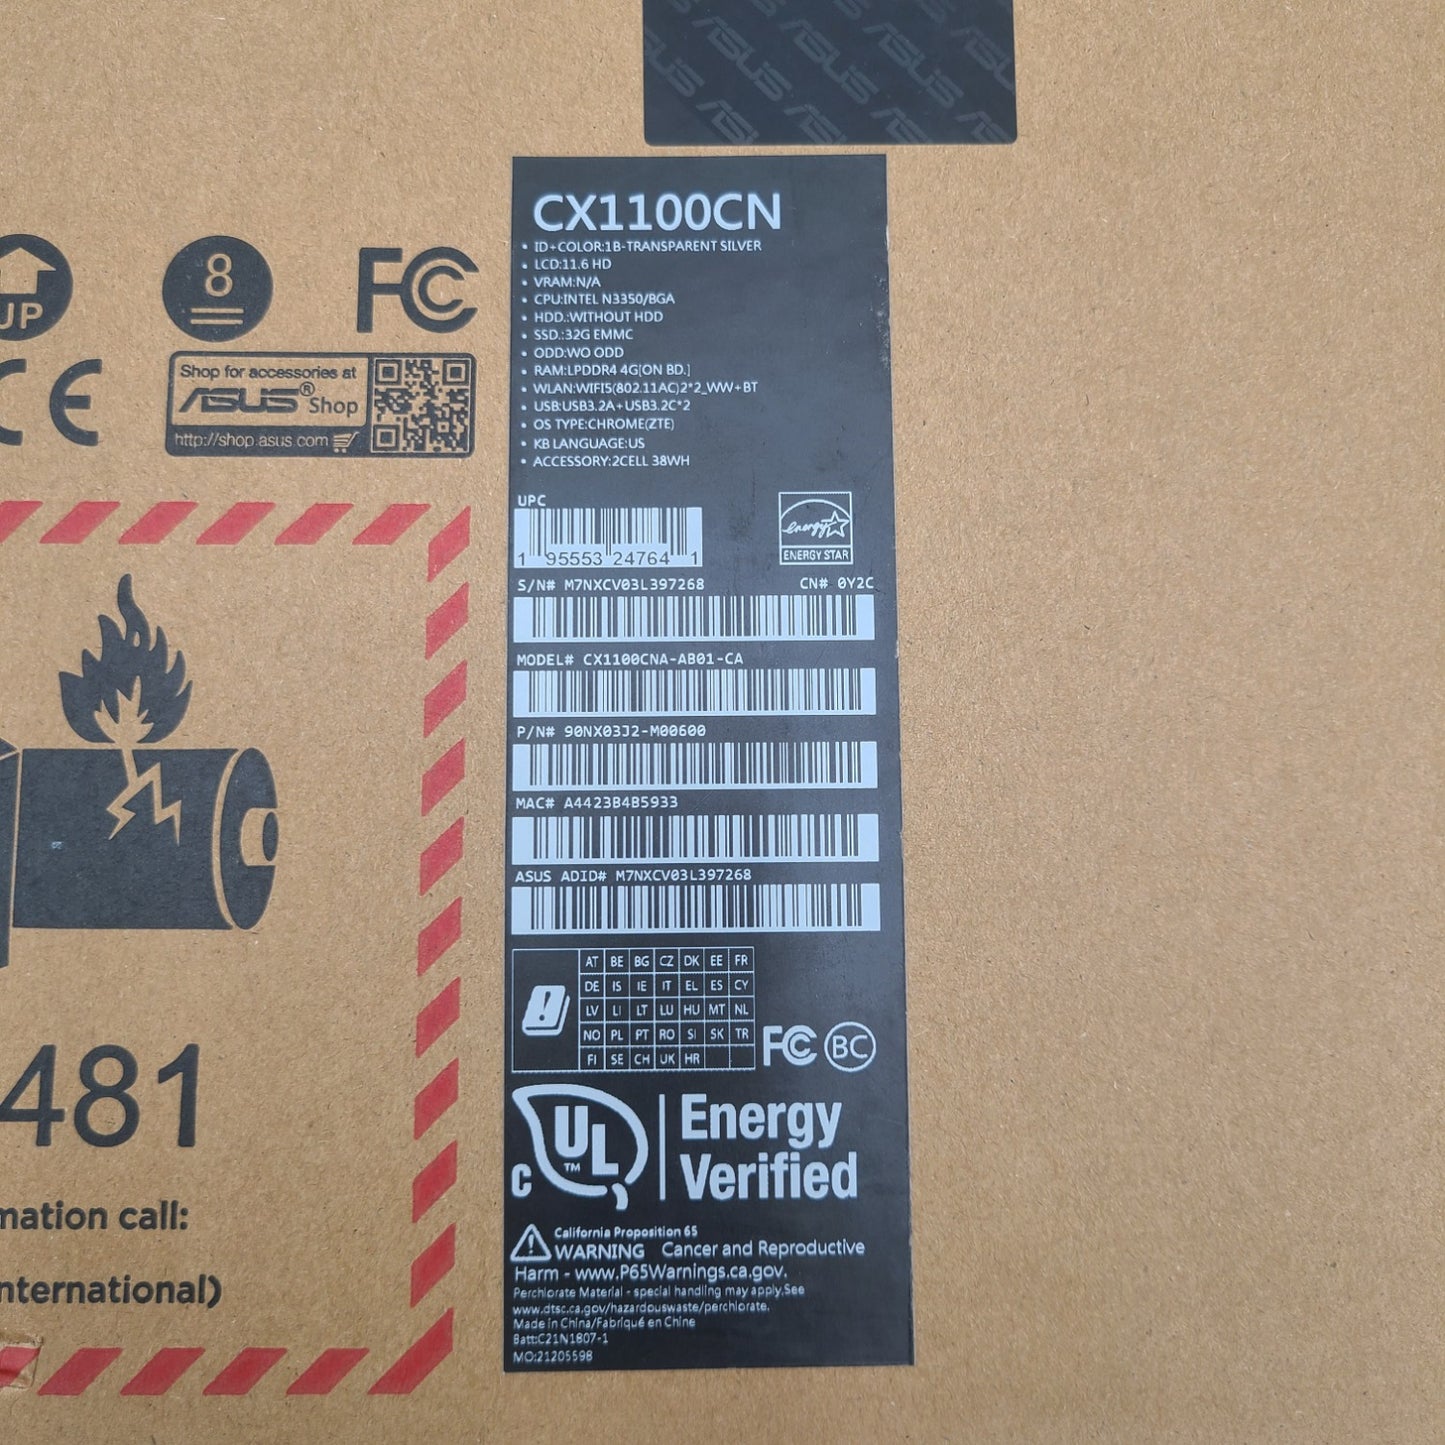 ASUS ASUS ASUS
ASUS ASUS ASUS
UP
8
FC
CE
Shop for accessories at
ASUS® Shop
http://shop.asus.com
481
mation call:
nternational)
CX1100CN
• ID+COLOR:1B-TRANSPARENT SILVER
• LCD:11.6 HD
• VRAM:N/A
• CPU:INTEL N3350/BGA
• HDD.:WITHOUT HDD
• SSD.:32G EMMC
• ODD:WO ODD
• RAM:LPDDR4 4G[ON BD.]
• WLAN:WIFI5(802.11AC)2*2_WW+BT
• USB:USB3.2A+USB3.2C*2
• OS TYPE:CHROME(ZTE)
• KB LANGUAGE:US
• ACCESSORY:2CELL 38WH
UPC
1 95553 24764 1
energy
ENERGY STAR
S/N# M7NXCV03L397268 CN# 0Y2C
MODEL# CX1100CNA-AB01-CA
P/N# 90NX03J2-M00600
MAC# A4423B4B5933
ASUS ADID# M7NXCV03L397268
AT BE BG CZ DK EE FR
DE IS IE IT EL ES CY
LV LI LT LU HU MT NL
NO PL PT RO SI SK TR
FI SE CH UK HR
FC BC
C UL ™
Energy
Verified
California Proposition 65
WARNING Cancer and Reproductive
Harm - www.P65Warnings.ca.gov.
Perchlorate Material - special handling may apply.See
www.dtsc.ca.gov/hazardouswaste/perchlorate.
Made in China/Fabriqué en Chine
Batt:C21N1807-1
MO:21205598